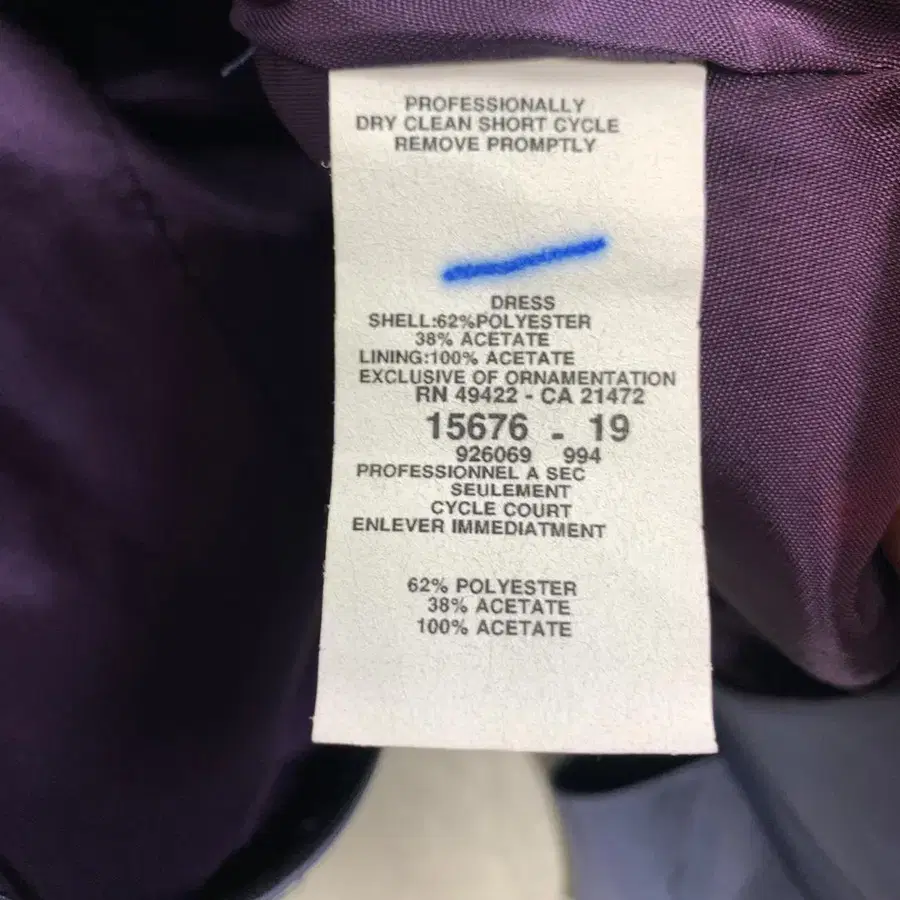 PROFESSIONALLY
DRY CLEAN SHORT CYCLE
REMOVE PROMPTLY
DRESS
SHELL:62%POLYESTER
38% ACETATE
LINING:100% ACETATE
EXCLUSIVE OF ORNAMENTATION
RN 49422 - CA 21472
15676 - 19
926069 994
PROFESSIONNEL A SEC
SEULEMENT
CYCLE COURT
ENLEVER IMMEDIATMENT
62% POLYESTER
38% ACETATE
100% ACETATE